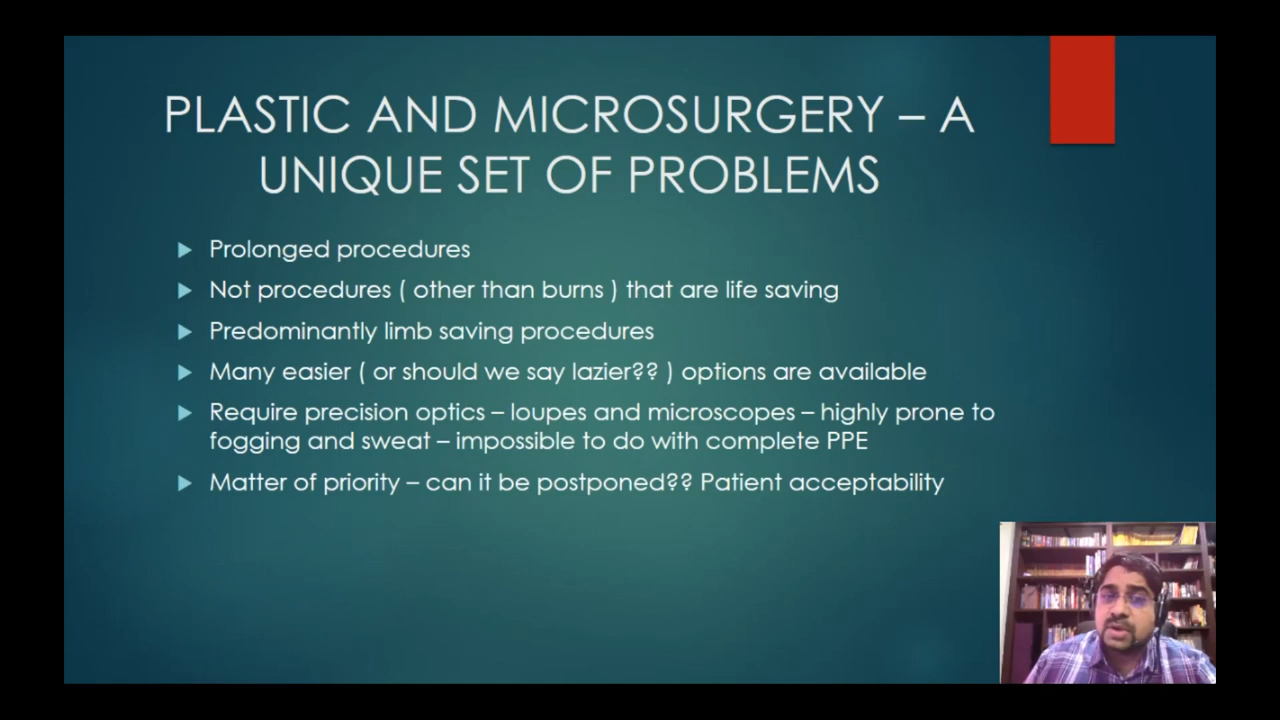 PLASTIC AND MICROSURGERY – A
UNIQUE SET OF PROBLEMS
Prolonged procedures
Not procedures ( other than burns ) that are life saving
Predominantly limb saving procedures
Many easier ( or should we say lazier?? ) options are available
Require precision optics – loupes and microscopes – highly prone to
fogging and sweat – impossible to do with complete PPE
Matter of priority – can it be postponed?? Patient acceptability